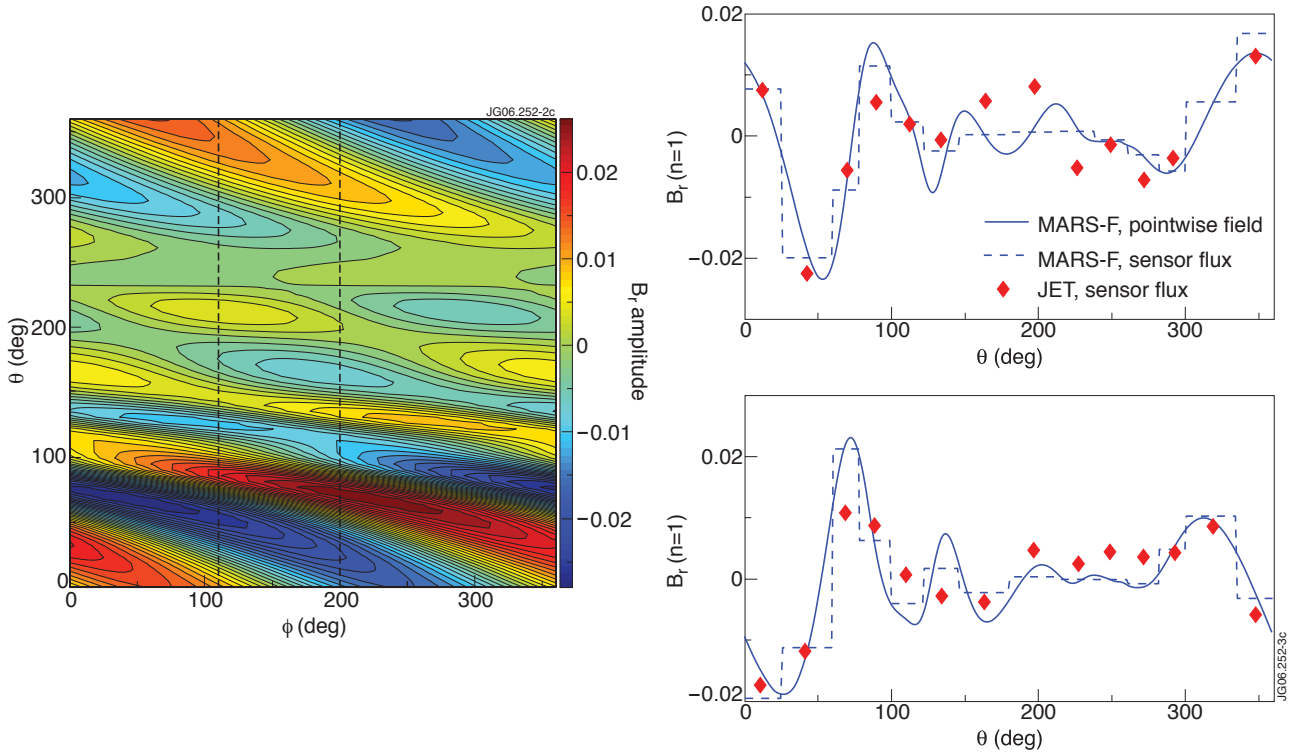 JG06.252-2c
θ (deg)
300
200
100
0
0
100
200
300
ϕ (deg)
0.02
0.01
0
−0.01
−0.02
Br amplitude
0.02
0
−0.02
Br (n=1)
0
100
200
300
θ (deg)
MARS-F, pointwise field
MARS-F, sensor flux
JET, sensor flux
0.02
0
−0.02
Br (n=1)
0
100
200
300
θ (deg)
JG06.252-3c